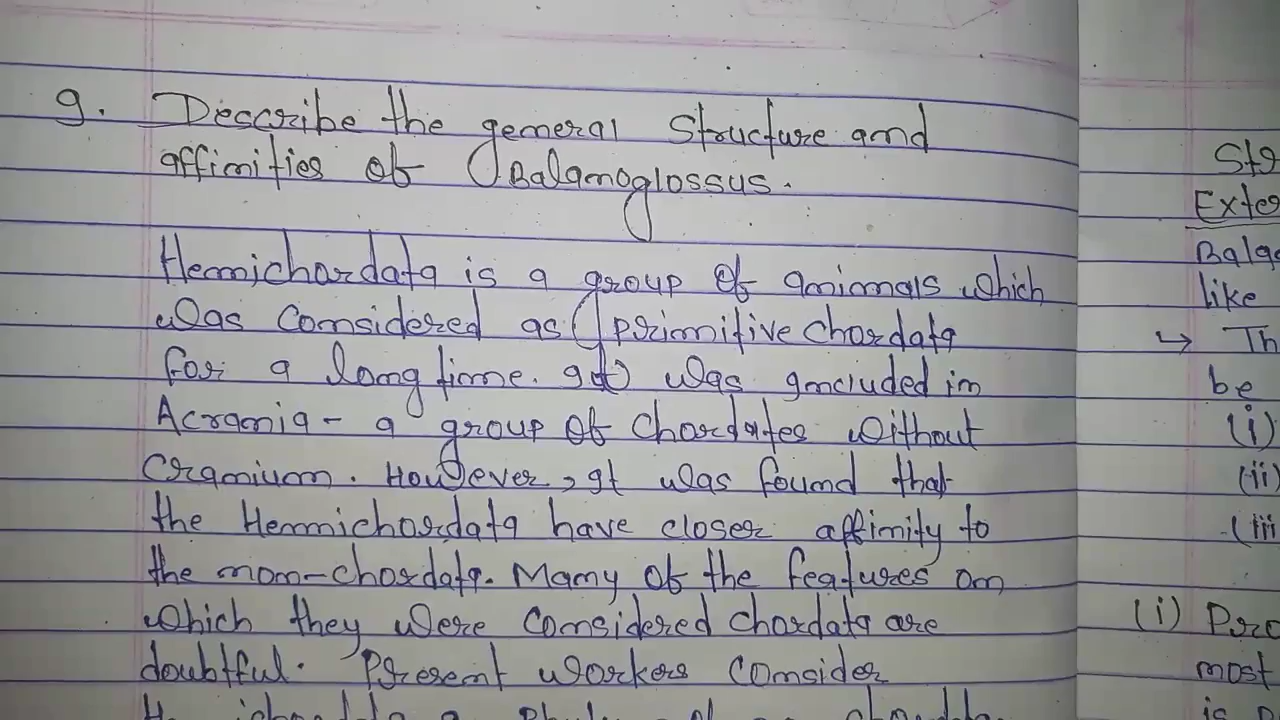 9. Describe the general structure and
affinities of Balanoglossus.
Hemichordata is a group of animals which
was considered as primitive chordata
for a long time. It was included in
Acrania - a group of chordates without
cranium. However, It was found that
the Hemichordata have closer affinity to
the non-chordata. Many of the features on
which they were considered chordata are
doubtful. Present workers consider
Exter
like
→ Th
be
(i)
(ii)
(iii
(i) Pro
most
is